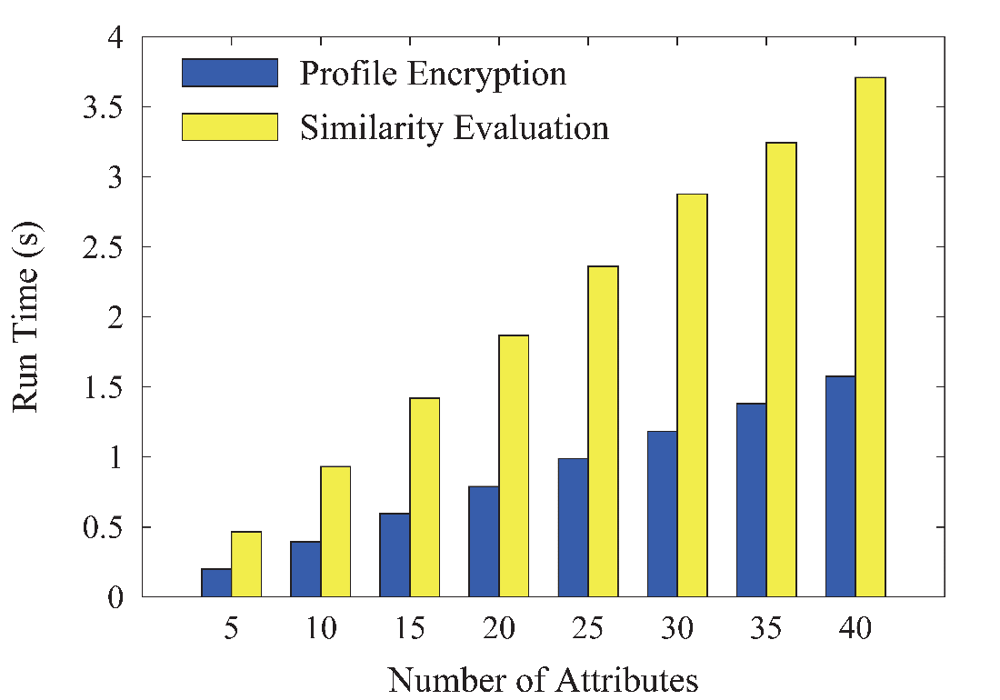 Profile Encryption
Similarity Evaluation
4
3.5
3
2.5
2
1.5
1
0.5
0
Run Time (s)
5 10 15 20 25 30 35 40
Number of Attributes